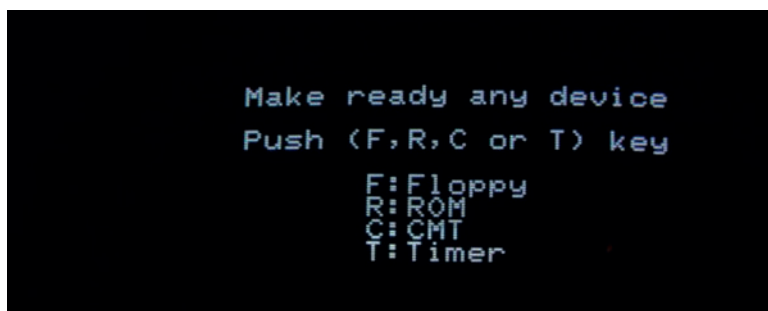 Make ready any device
Push (F,R,C or T) key
F:Floppy
R:ROM
C:CMT
T:Timer